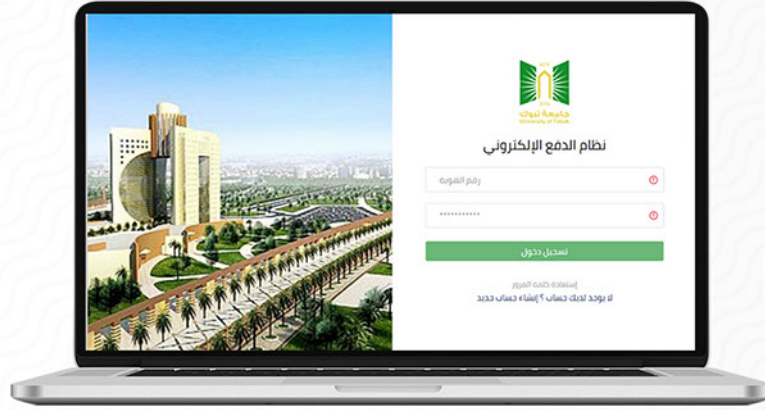 جامعة تبوك
University of Tabuk
نظام الدفع الإلكتروني
رقم الهوية
***********
تسجيل دخول
إستعادة كلمة المرور
لا يوجد لديك حساب ؟ إنشاء حساب جديد